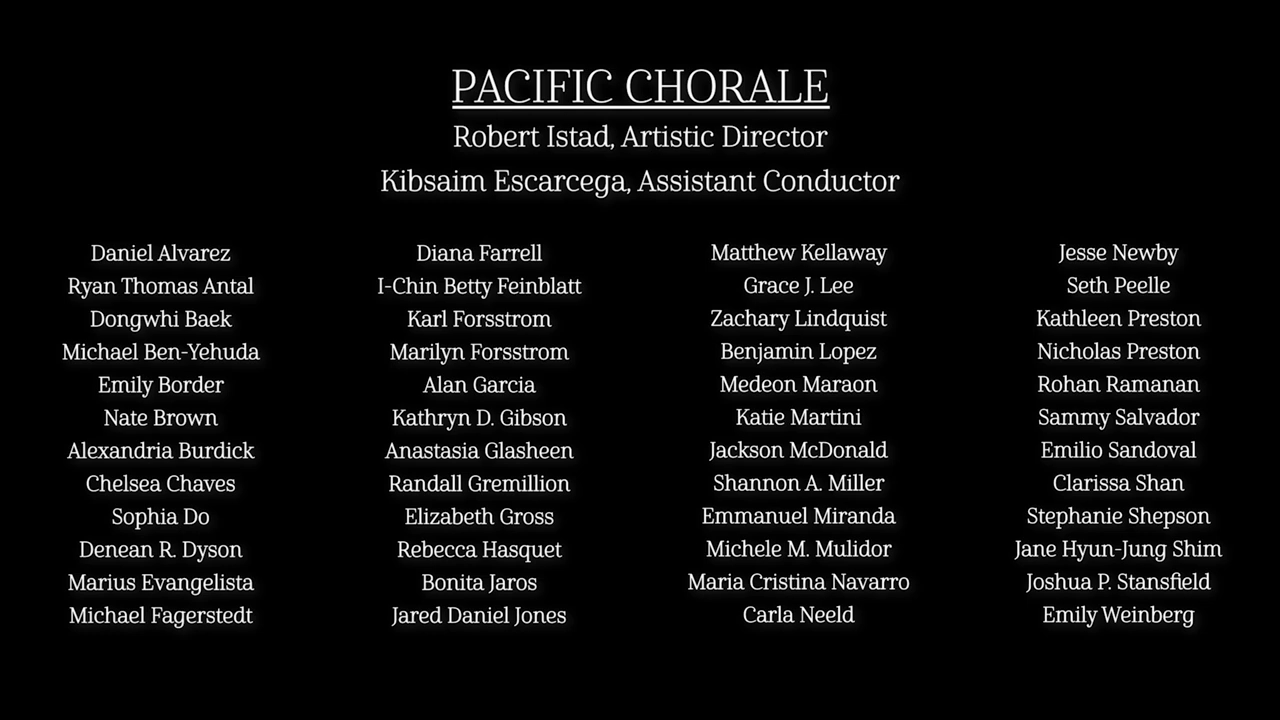 PACIFIC CHORALE
Robert Istad, Artistic Director
Kibsaim Escarcega, Assistant Conductor
Daniel Alvarez
Ryan Thomas Antal
Dongwhi Baek
Michael Ben-Yehuda
Emily Border
Nate Brown
Alexandria Burdick
Chelsea Chaves
Sophia Do
Denean R. Dyson
Marius Evangelista
Michael Fagerstedt
Diana Farrell
I-Chin Betty Feinblatt
Karl Forsstrom
Marilyn Forsstrom
Alan Garcia
Kathryn D. Gibson
Anastasia Glasheen
Randall Gremillion
Elizabeth Gross
Rebecca Hasquet
Bonita Jaros
Jared Daniel Jones
Matthew Kellaway
Grace J. Lee
Zachary Lindquist
Benjamin Lopez
Medeon Maraon
Katie Martini
Jackson McDonald
Shannon A. Miller
Emmanuel Miranda
Michele M. Mulidor
Maria Cristina Navarro
Carla Neeld
Jesse Newby
Seth Peelle
Kathleen Preston
Nicholas Preston
Rohan Ramanan
Sammy Salvador
Emilio Sandoval
Clarissa Shan
Stephanie Shepson
Jane Hyun-Jung Shim
Joshua P. Stansfield
Emily Weinberg